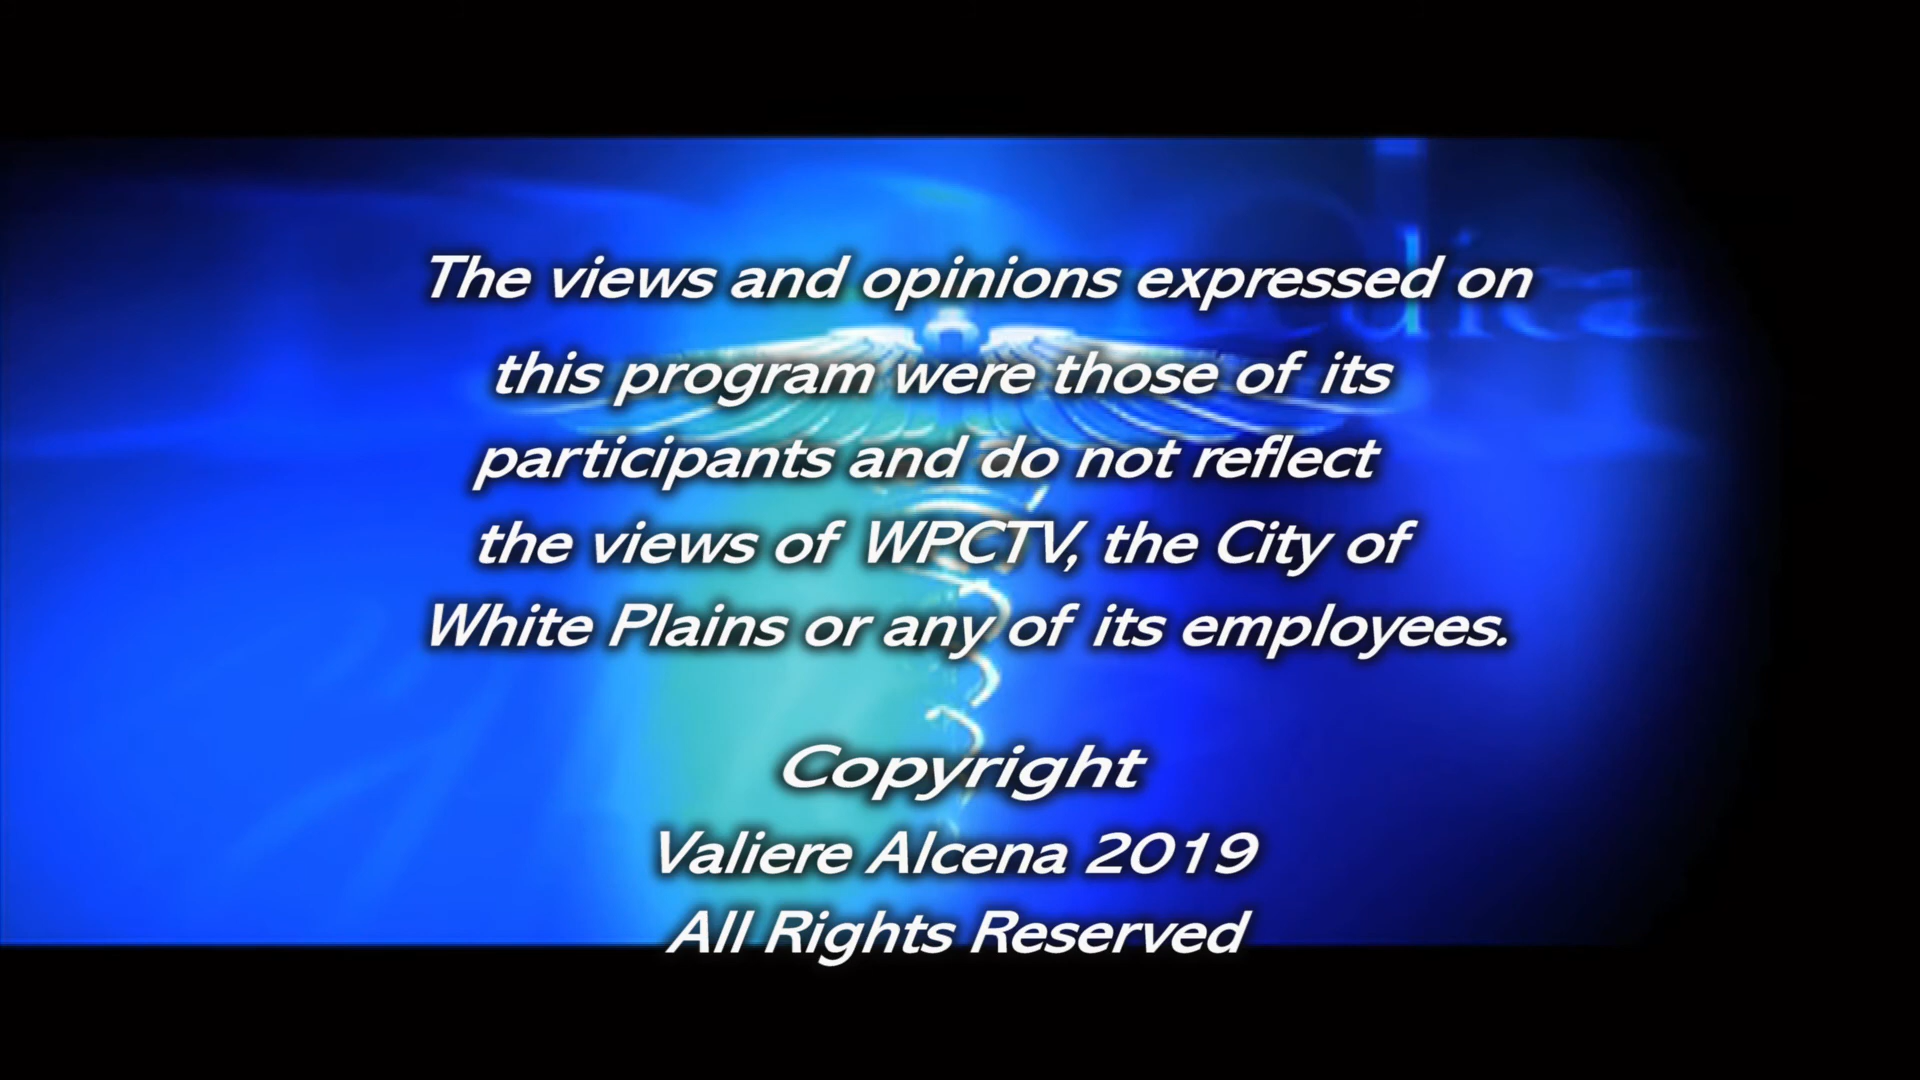 The views and opinions expressed on
this program were those of its
participants and do not reflect
the views of WPCTV, the City of
White Plains or any of its employees.
Copyright
Valiere Alcena 2019
All Rights Reserved